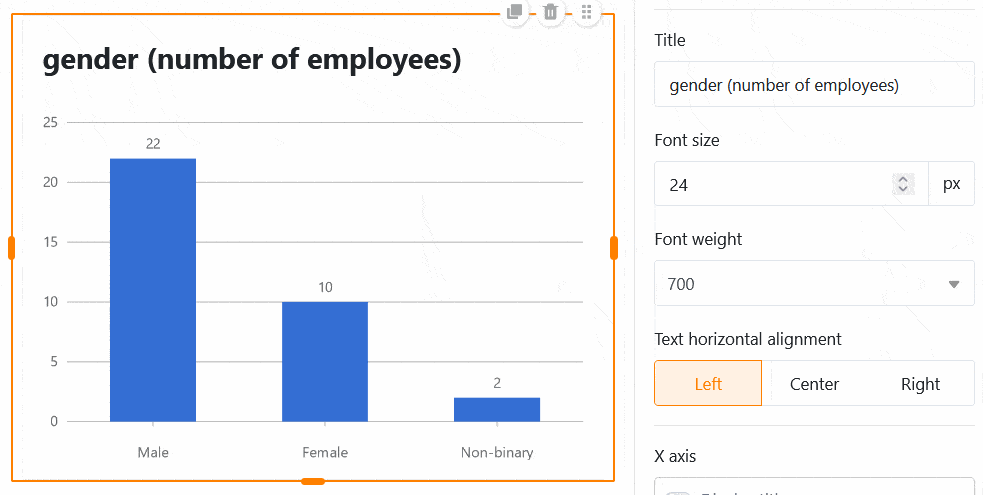 gender (number of employees)
25
20
15
10
5
0
22
10
2
Male
Female
Non-binary
Title
gender (number of employees)
Font size
24
px
Font weight
700
Text horizontal alignment
Left
Center
Right
X axis